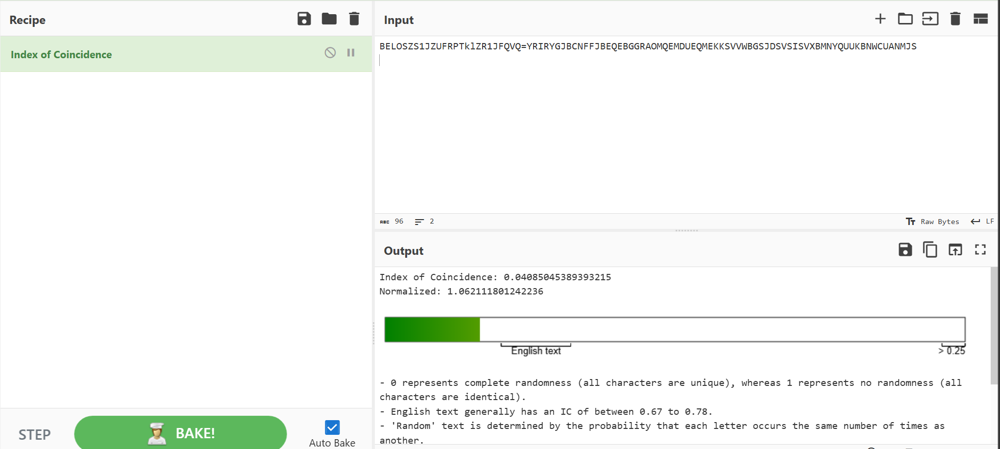 Recipe
Index of Coincidence
STEP
BAKE!
Auto Bake
Input
BELOSZS1JZUFRPTklZR1JFQVQ=YRIRYGJBCNFFJBEQEBGGRAOMQEMDUEQMEKKSVVWBGSJDSVSISVXBMNYQUUKBNWCUANMJS
ABC 96 2
Raw Bytes LF
Output
Index of Coincidence: 0.04085045389393215
Normalized: 1.062111801242236
English text
> 0.25
- 0 represents complete randomness (all characters are unique), whereas 1 represents no randomness (all
characters are identical).
- English text generally has an IC of between 0.67 to 0.78.
- 'Random' text is determined by the probability that each letter occurs the same number of times as
another.